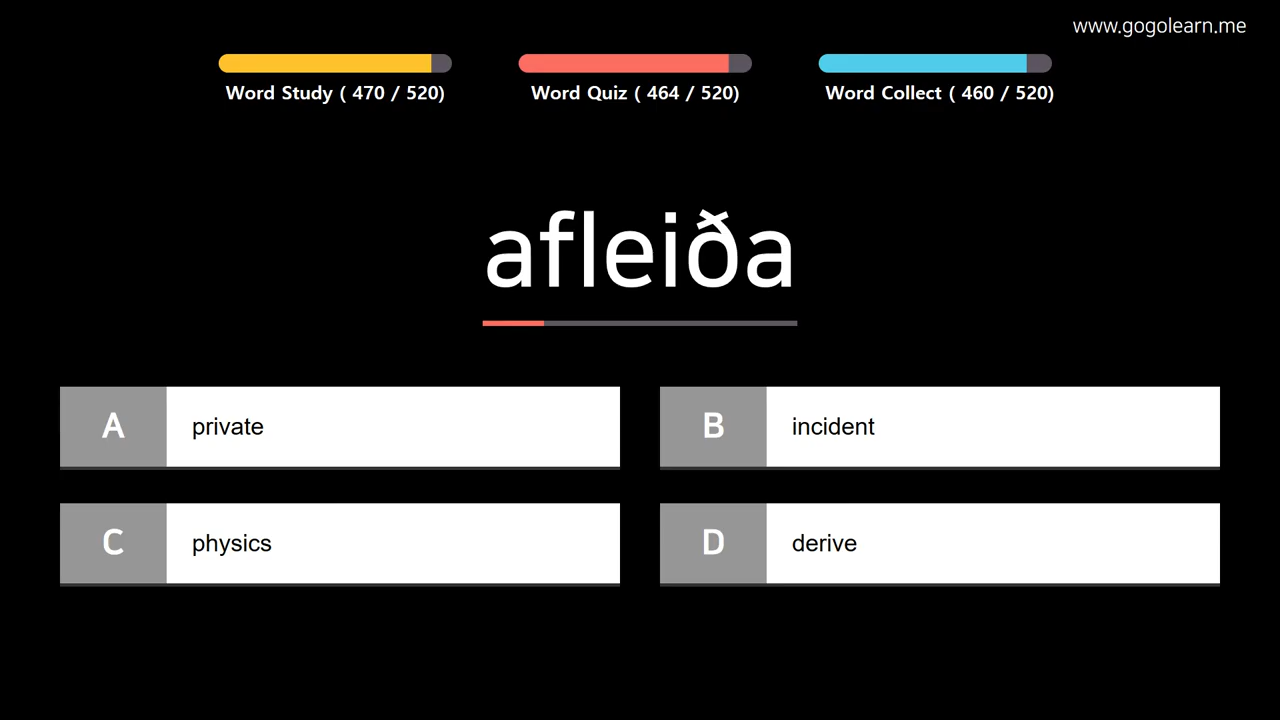 www.gogolearn.me
Word Study ( 470 / 520)
Word Quiz ( 464 / 520)
Word Collect ( 460 / 520)
afleiða
A private
B incident
C physics
D derive